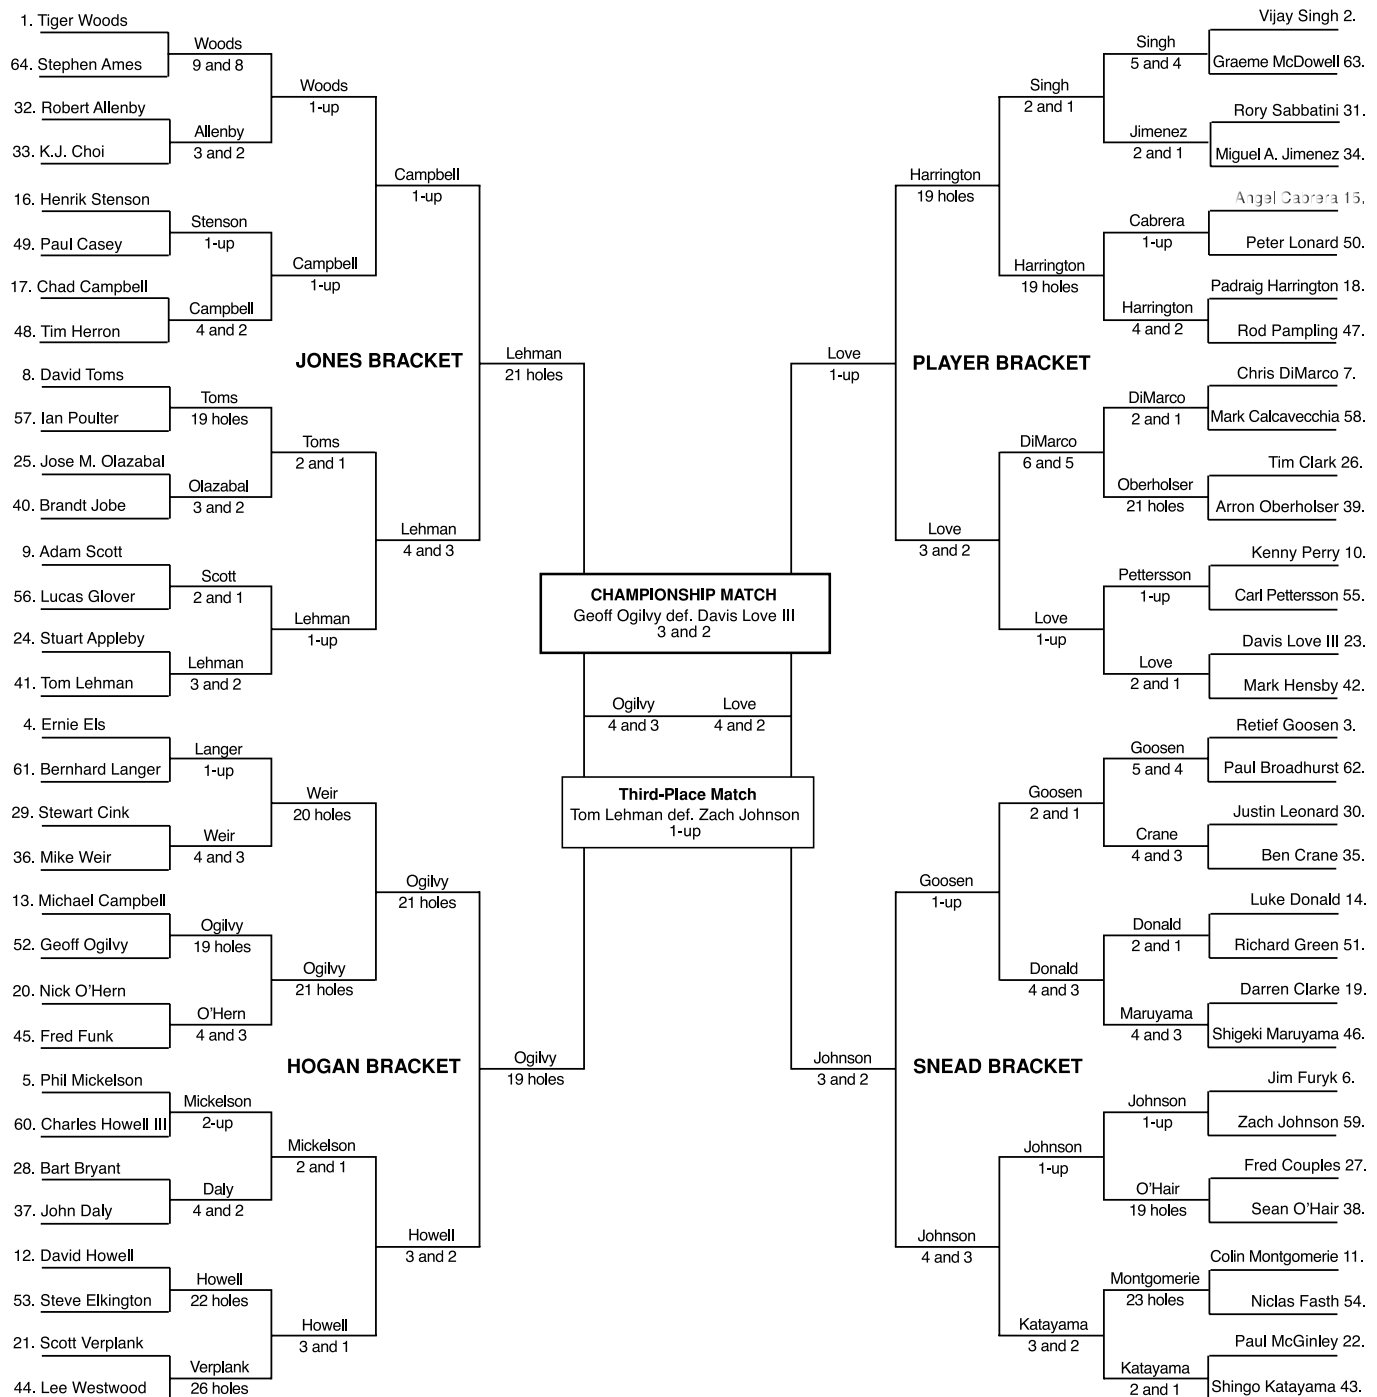 1. Tiger Woods
64. Stephen Ames
32. Robert Allenby
33. K.J. Choi
16. Henrik Stenson
49. Paul Casey
17. Chad Campbell
48. Tim Herron
8. David Toms
57. Ian Poulter
25. Jose M. Olazabal
40. Brandt Jobe
9. Adam Scott
56. Lucas Glover
24. Stuart Appleby
41. Tom Lehman
4. Ernie Els
61. Bernhard Langer
29. Stewart Cink
36. Mike Weir
13. Michael Campbell
52. Geoff Ogilvy
20. Nick O'Hern
45. Fred Funk
5. Phil Mickelson
60. Charles Howell III
28. Bart Bryant
37. John Daly
12. David Howell
53. Steve Elkington
21. Scott Verplank
44. Lee Westwood
Woods
9 and 8
Allenby
3 and 2
Stenson
1-up
Campbell
4 and 2
Toms
19 holes
Olazabal
3 and 2
Scott
2 and 1
Lehman
3 and 2
Langer
1-up
Weir
4 and 3
Ogilvy
19 holes
O'Hern
4 and 3
Mickelson
2-up
Daly
4 and 2
Howell
22 holes
Verplank
26 holes
Woods
1-up
Campbell
1-up
Toms
2 and 1
Lehman
1-up
Weir
20 holes
Ogilvy
21 holes
Mickelson
2 and 1
Howell
3 and 1
Campbell
1-up
Lehman
4 and 3
Ogilvy
21 holes
Howell
3 and 2
JONES BRACKET
HOGAN BRACKET
Lehman
21 holes
Ogilvy
19 holes
CHAMPIONSHIP MATCH
Geoff Ogilvy def. Davis Love III
3 and 2
Ogilvy
4 and 3
Love
4 and 2
Third-Place Match
Tom Lehman def. Zach Johnson
1-up
Love
1-up
Johnson
3 and 2
PLAYER BRACKET
SNEAD BRACKET
Harrington
19 holes
Love
3 and 2
Goosen
1-up
Johnson
4 and 3
Singh
2 and 1
Harrington
19 holes
DiMarco
6 and 5
Love
1-up
Goosen
2 and 1
Donald
4 and 3
Johnson
1-up
Katayama
3 and 2
Singh
5 and 4
Jimenez
2 and 1
Cabrera
1-up
Harrington
4 and 2
DiMarco
2 and 1
Oberholser
21 holes
Pettersson
1-up
Love
2 and 1
Goosen
5 and 4
Crane
4 and 3
Donald
2 and 1
Maruyama
4 and 3
Johnson
1-up
O'Hair
19 holes
Montgomerie
23 holes
Katayama
2 and 1
Vijay Singh 2.
Graeme McDowell 63.
Rory Sabbatini 31.
Miguel A. Jimenez 34.
Angel Cabrera 15.
Peter Lonard 50.
Padraig Harrington 18.
Rod Pampling 47.
Chris DiMarco 7.
Mark Calcavecchia 58.
Tim Clark 26.
Arron Oberholser 39.
Kenny Perry 10.
Carl Pettersson 55.
Davis Love III 23.
Mark Hensby 42.
Retief Goosen 3.
Paul Broadhurst 62.
Justin Leonard 30.
Ben Crane 35.
Luke Donald 14.
Richard Green 51.
Darren Clarke 19.
Shigeki Maruyama 46.
Jim Furyk 6.
Zach Johnson 59.
Fred Couples 27.
Sean O'Hair 38.
Colin Montgomerie 11.
Niclas Fasth 54.
Paul McGinley 22.
Shingo Katayama 43.